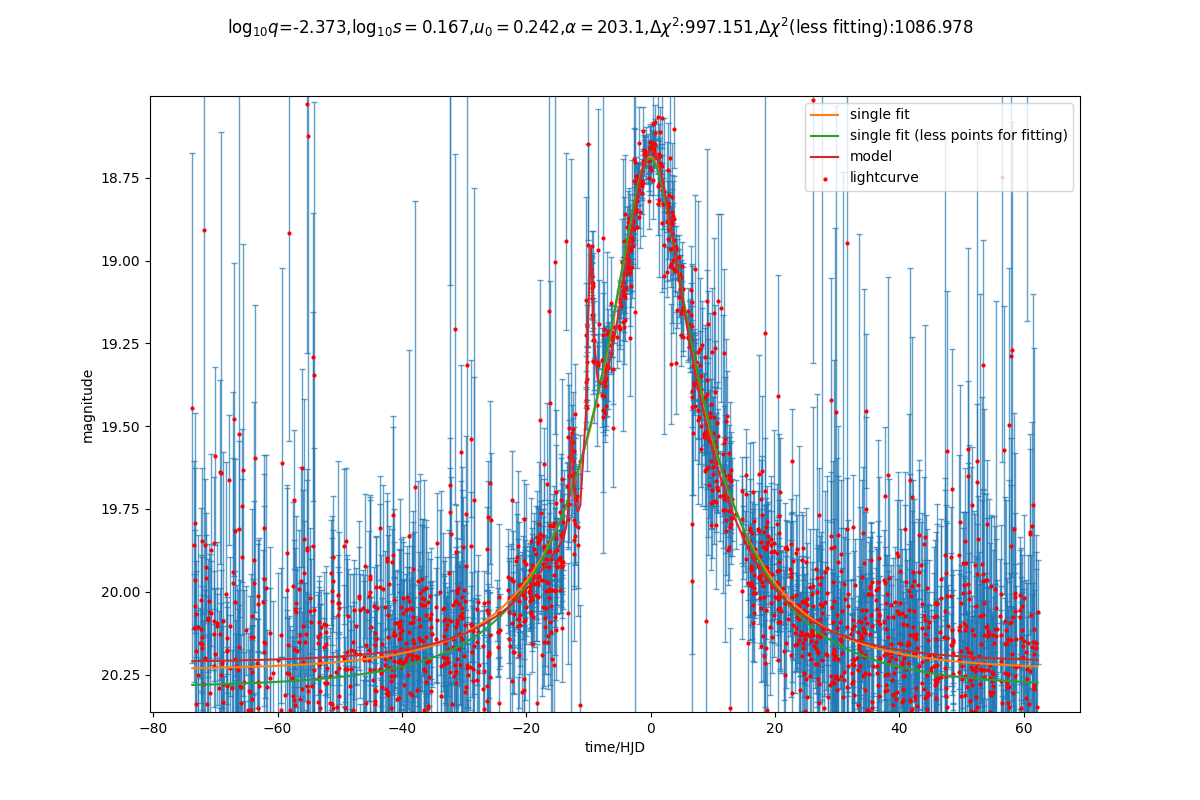 log₁₀q=-2.373,log₁₀s = 0.167,u₀ = 0.242,α = 203.1,Δχ²:997.151,Δχ²(less fitting):1086.978
single fit
single fit (less points for fitting)
model
lightcurve
magnitude
18.75
19.00
19.25
19.50
19.75
20.00
20.25
−80 −60 −40 −20 0 20 40 60
time/HJD